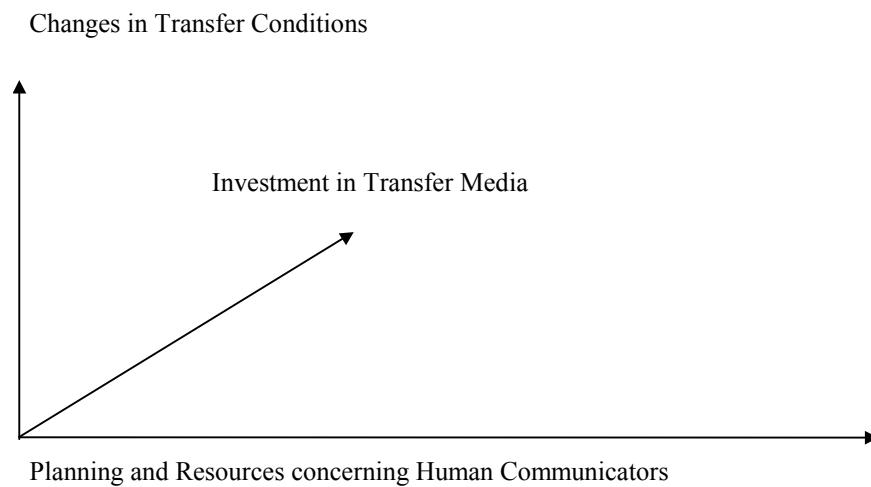 Changes in Transfer Conditions
Investment in Transfer Media
Planning and Resources concerning Human Communicators